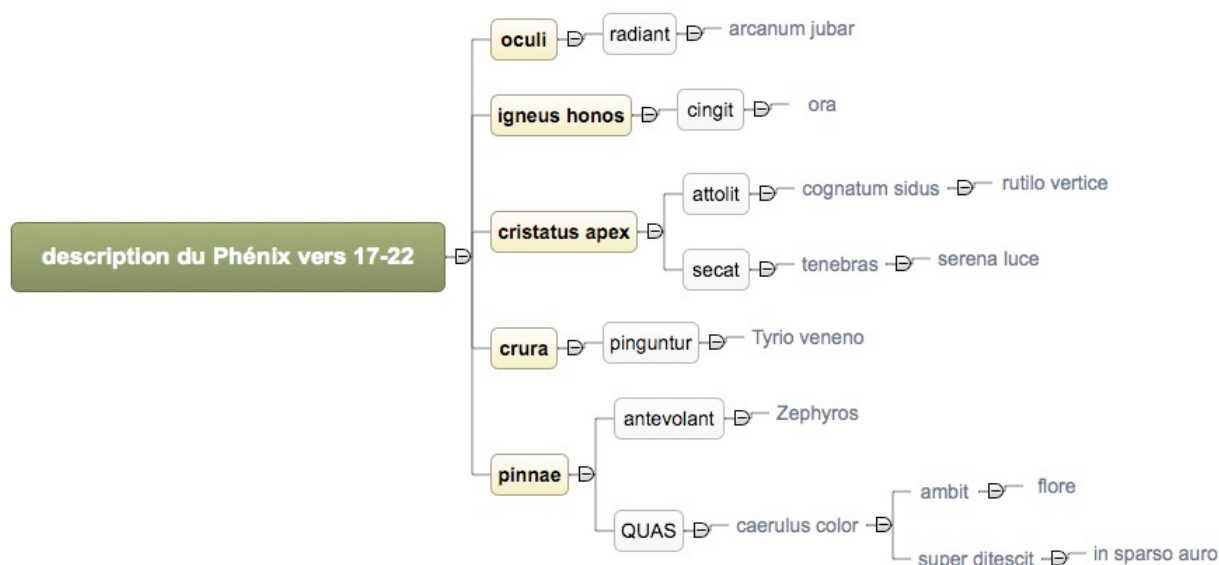 description du Phénix vers 17-22
oculi
radiant
arcanum jubar
igneus honos
cingit
ora
cristatus apex
attolit
cognatum sidus
rutilo vertice
secat
tenebras
serena luce
crura
pinguntur
Tyrio veneno
pinnae
antevolant
Zephyros
QUAS
caerulus color
ambit
flore
super ditescit
in sparso auro